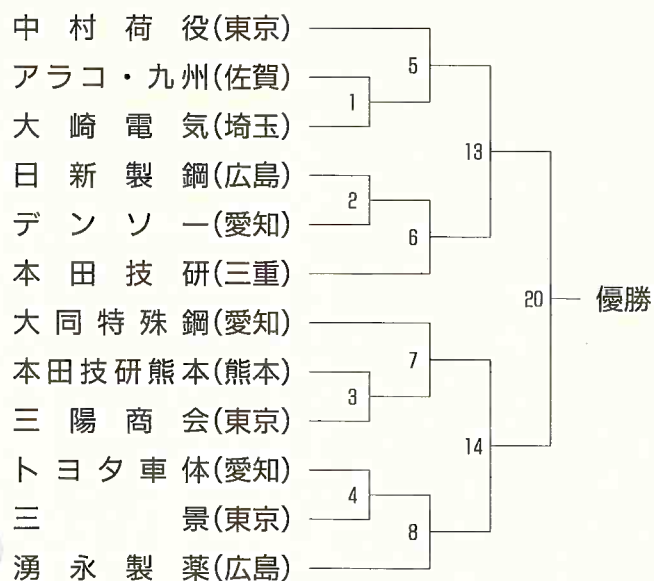 中村荷役(東京)
アラコ・九州(佐賀)
大崎電気(埼玉)
日新製鋼(広島)
デンソー(愛知)
本田技研(三重)
大同特殊鋼(愛知)
本田技研熊本(熊本)
三陽商会(東京)
トヨタ車体(愛知)
三景(東京)
湧永製薬(広島)
1
2
3
4
5
6
7
8
13
14
20
優勝